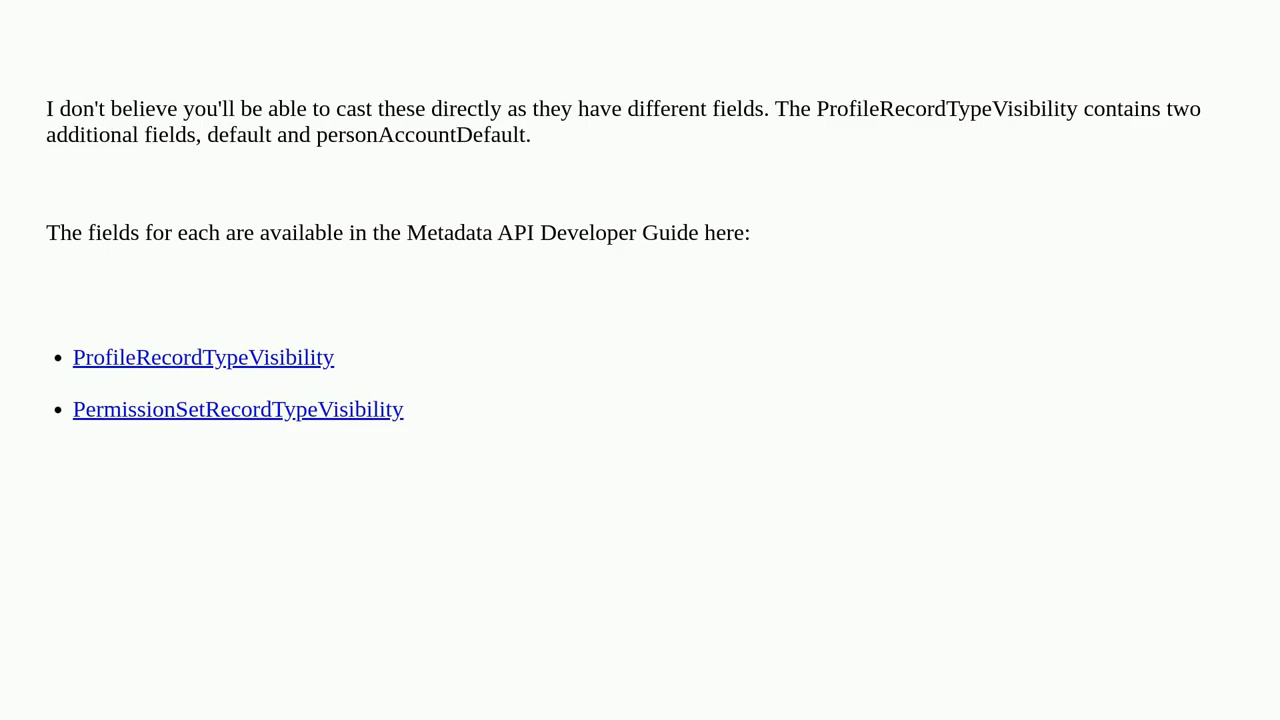 I don't believe you'll be able to cast these directly as they have different fields. The ProfileRecordTypeVisibility contains two
additional fields, default and personAccountDefault.
The fields for each are available in the Metadata API Developer Guide here:
• ProfileRecordTypeVisibility
• PermissionSetRecordTypeVisibility